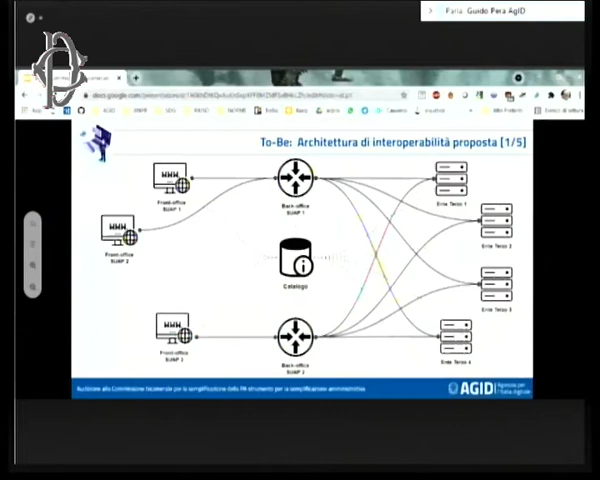 Parla: Guido Pera AgID
To-Be: Architettura di interoperabilità proposta [1/5]
WWW
Front-office
SUAP 1
Back-office
SUAP 1
Ente Terzo 1
WWW
Front-office
SUAP 2
Ente Terzo 2
Catalogo
Ente Terzo 3
WWW
Front-office
SUAP 3
Back-office
SUAP 2
Ente Terzo 4
Audizione alla Commissione bicamerale per la semplificazione della PA strumento per la semplificazione amministrativa
AGID
Agenzia per
l'Italia digitale